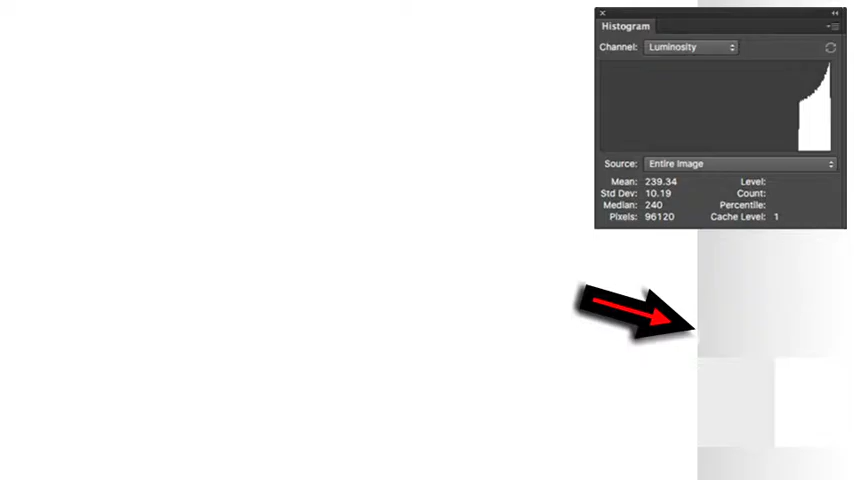 Histogram
Channel: Luminosity
Source: Entire Image
Mean: 239.34 Level:
Std Dev: 10.19 Count:
Median: 240 Percentile:
Pixels: 96120 Cache Level: 1